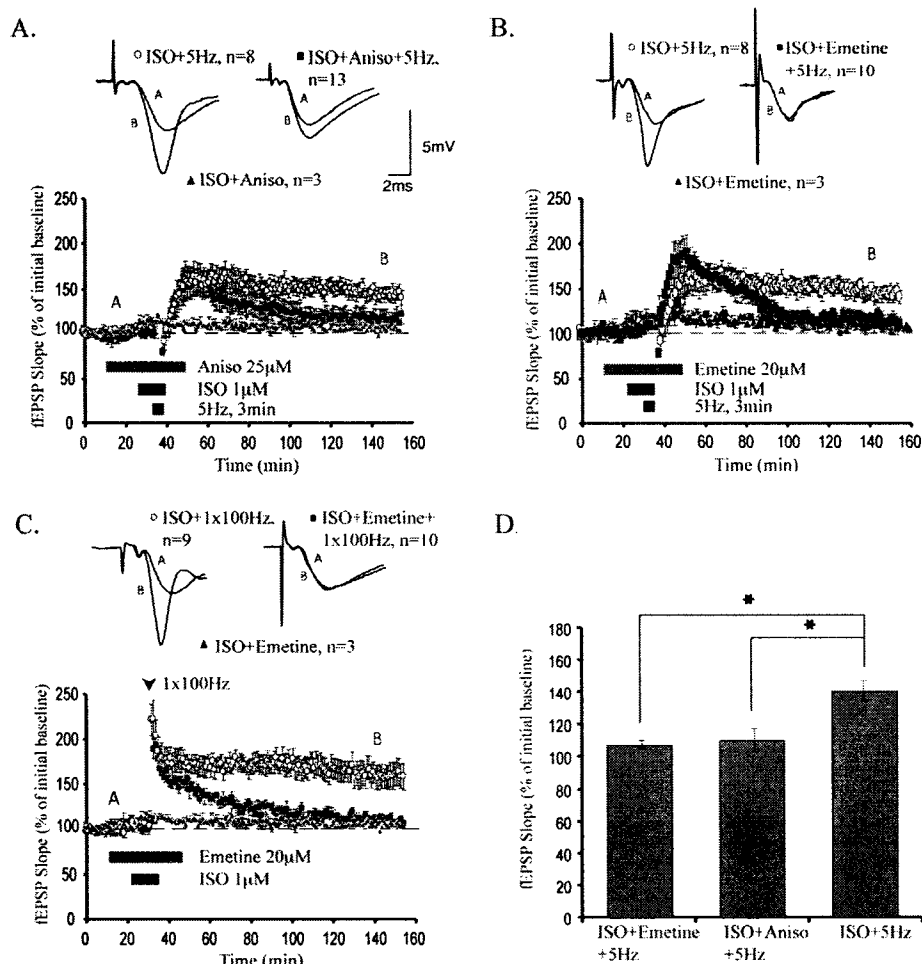 A.
ISO+5Hz, n=8
ISO+Aniso+5Hz,
n=13
A
B
A
B
5mV
2ms
ISO+Aniso, n=3
fEPSP Slope (% of initial baseline)
250
200
150
100
50
0
A
B
Aniso 25μM
ISO 1μM
5Hz, 3min
0 20 40 60 80 100 120 140 160
Time (min)
B.
ISO+5Hz, n=8
ISO+Emetine
+5Hz, n=10
A
B
A
B
ISO+Emetine, n=3
fEPSP Slope (% of initial baseline)
250
200
150
100
50
0
A
B
Emetine 20μM
ISO 1μM
5Hz, 3min
0 20 40 60 80 100 120 140 160
Time (min)
C.
ISO+1x100Hz,
n=9
ISO+Emetine+
1x100Hz, n=10
A
B
A
B
ISO+Emetine, n=3
1x100Hz
fEPSP Slope (% of initial baseline)
250
200
150
100
50
0
A
B
Emetine 20μM
ISO 1μM
0 20 40 60 80 100 120 140 160
Time (min)
D.
*
*
fEPSP Slope (% of initial baseline)
180
160
140
120
100
80
60
40
20
0
ISO+Emetine
+5Hz
ISO+Aniso
+5Hz
ISO+5Hz